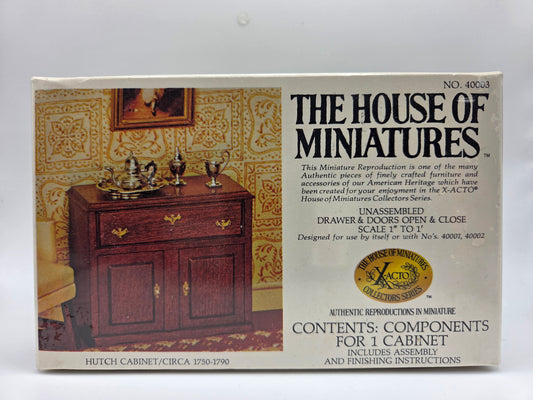 NO. 40003
THE HOUSE OF
MINIATURES™
This Miniature Reproduction is one of the many
Authentic pieces of finely crafted furniture and
accessories of our American Heritage which have
been created for your enjoyment in the X-ACTO®
House of Miniatures Collectors Series.
UNASSEMBLED
DRAWER & DOORS OPEN & CLOSE
SCALE 1" TO 1'
Designed for use by itself or with No's. 40001, 40002
THE HOUSE OF MINIATURES
X-ACTO
COLLECTORS SERIES
™
AUTHENTIC REPRODUCTIONS IN MINIATURE
CONTENTS: COMPONENTS
FOR 1 CABINET
INCLUDES ASSEMBLY
AND FINISHING INSTRUCTIONS
HUTCH CABINET/CIRCA 1750-1790